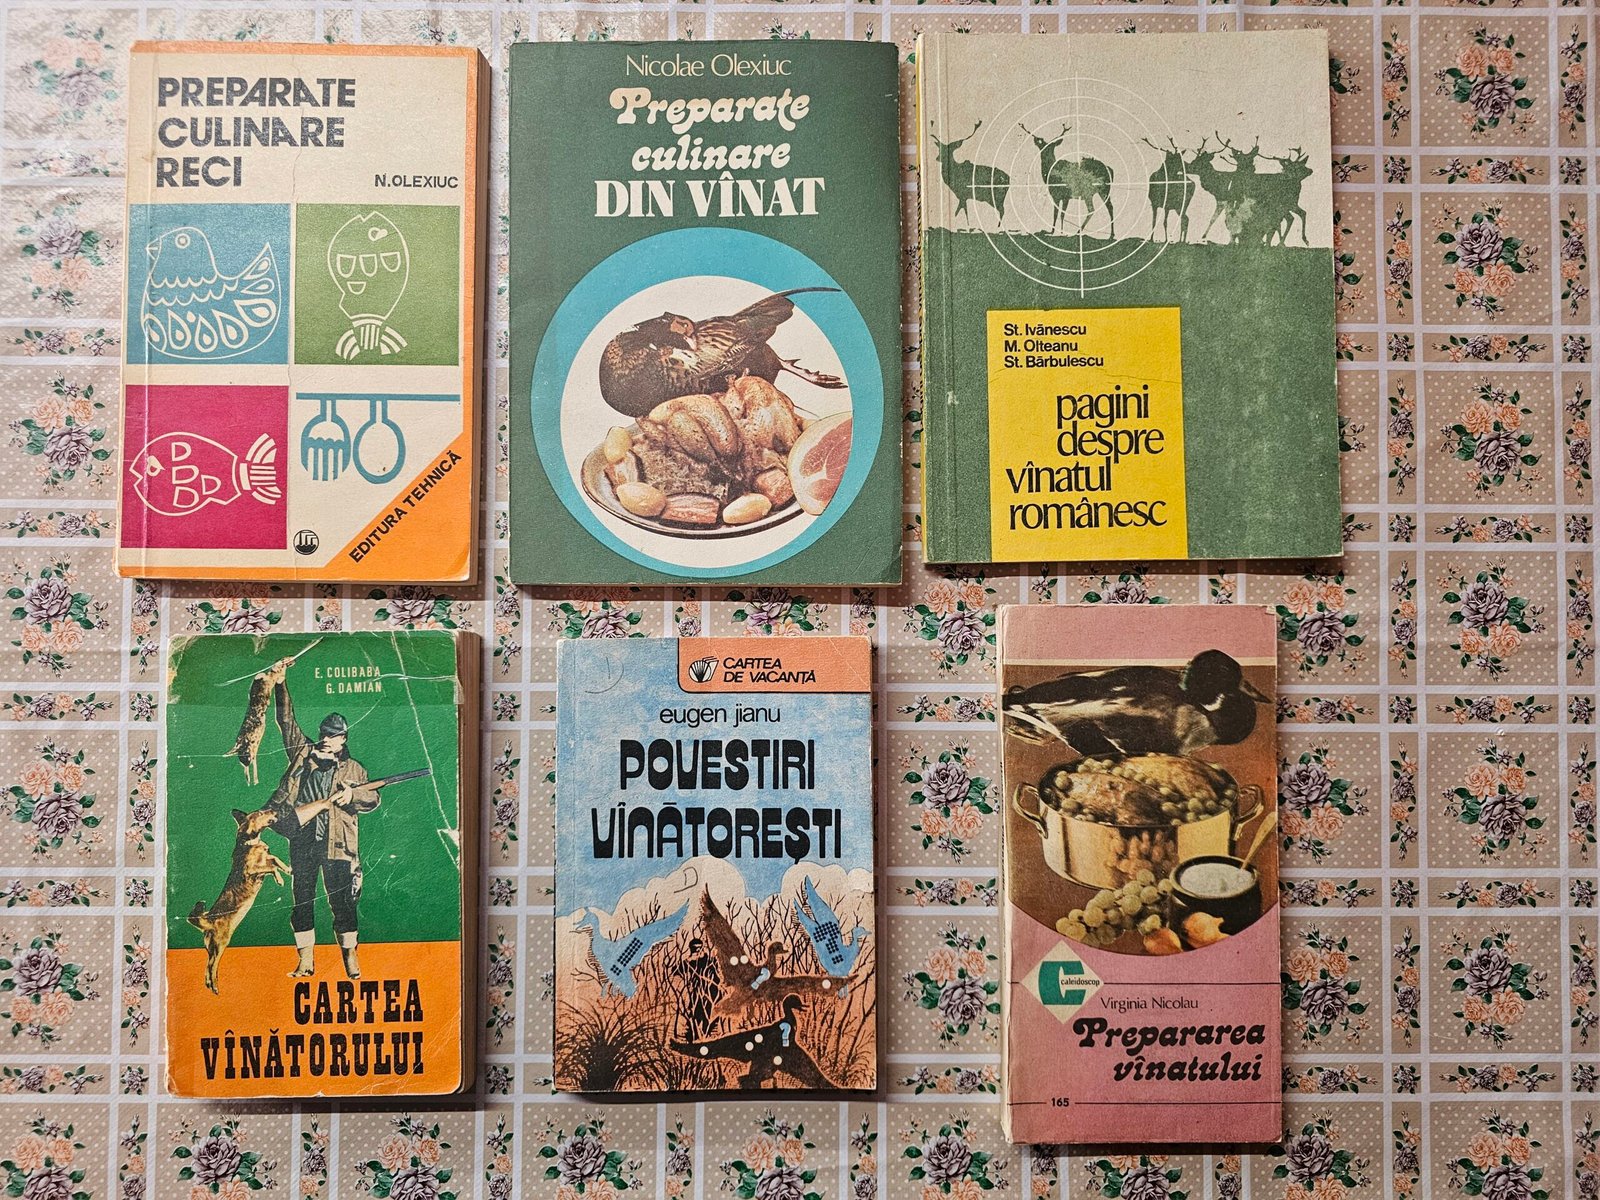 PREPARATE
CULINARE
RECI
N.OLEXIUC
EDITURA TEHNICĂ
Nicolae Olexiuc
Preparate
culinare
DIN VÎNAT
St. Ivănescu
M. Olteanu
St. Bărbulescu
pagini
despre
vînatul
românesc
E. COLIBABA
G. DAMIAN
CARTEA
VÎNĂTORULUI
CARTEA
DE VACANȚĂ
eugen jianu
POVESTIRI
VÎNĂTOREȘTI
C
caleidoscop
Virginia Nicolau
Prepararea
vînatului
165